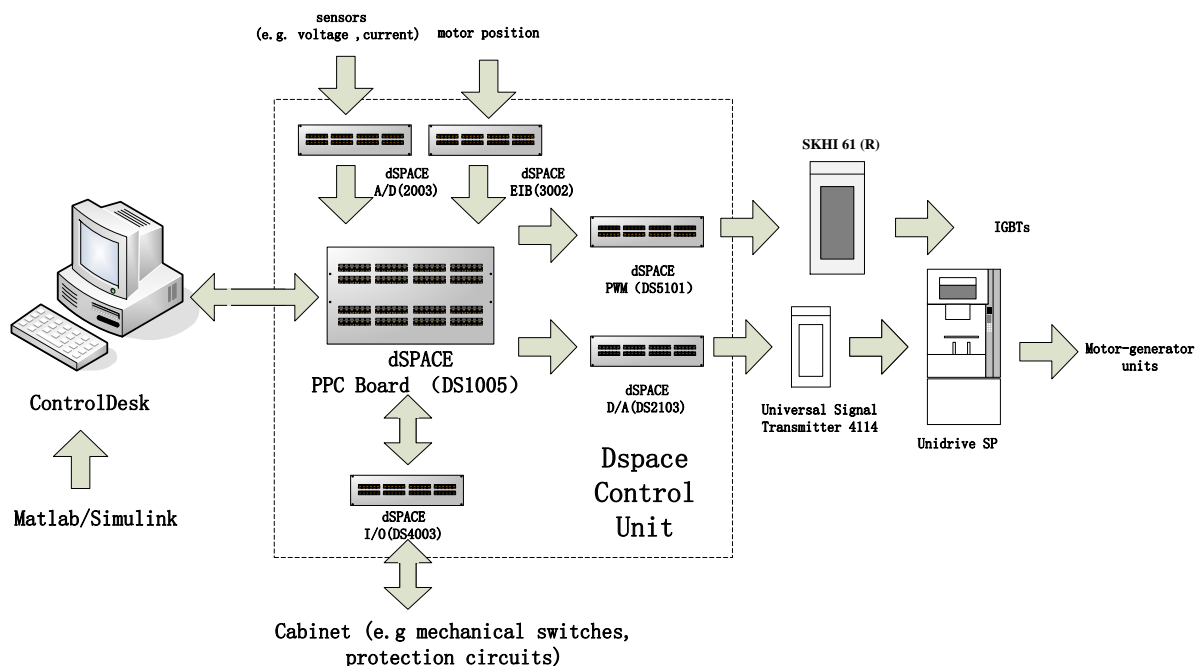 sensors
(e.g. voltage ,current)
motor position
dSPACE
A/D(2003)
dSPACE
EIB(3002)
SKHI 61 (R)
IGBTs
dSPACE
PWM (DS5101)
dSPACE
PPC Board (DS1005)
dSPACE
D/A(DS2103)
Universal Signal
Transmitter 4114
Unidrive SP
Motor-generator
units
ControlDesk
Matlab/Simulink
Dspace
Control
Unit
dSPACE
I/O(DS4003)
Cabinet (e.g mechanical switches,
protection circuits)